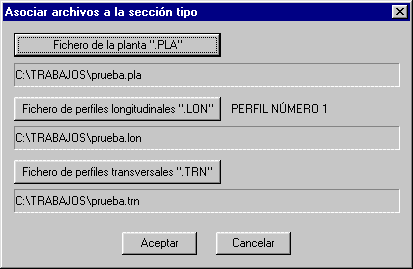 Asociar archivos a la sección tipo
Fichero de la planta ".PLA"
C:\TRABAJOS\prueba.pla
Fichero de perfiles longitudinales ".LON" PERFIL NÚMERO 1
C:\TRABAJOS\prueba.lon
Fichero de perfiles transversales ".TRN"
C:\TRABAJOS\prueba.trn
Aceptar Cancelar